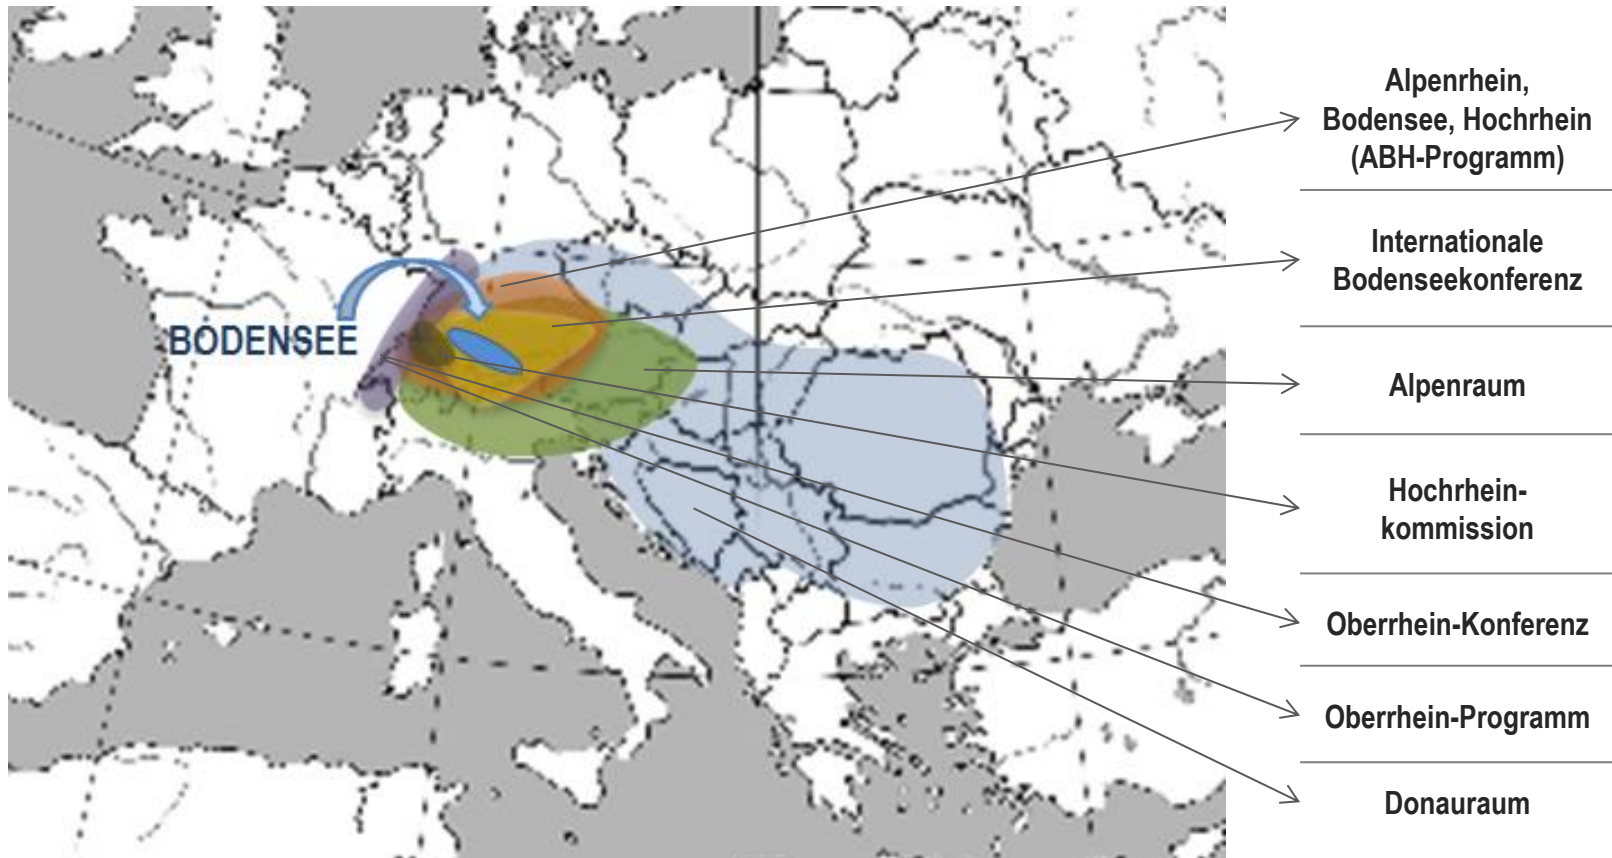 BODENSEE
Alpenrhein,
Bodensee, Hochrhein
(ABH-Programm)
Internationale
Bodenseekonferenz
Alpenraum
Hochrhein-
kommission
Oberrhein-Konferenz
Oberrhein-Programm
Donauraum